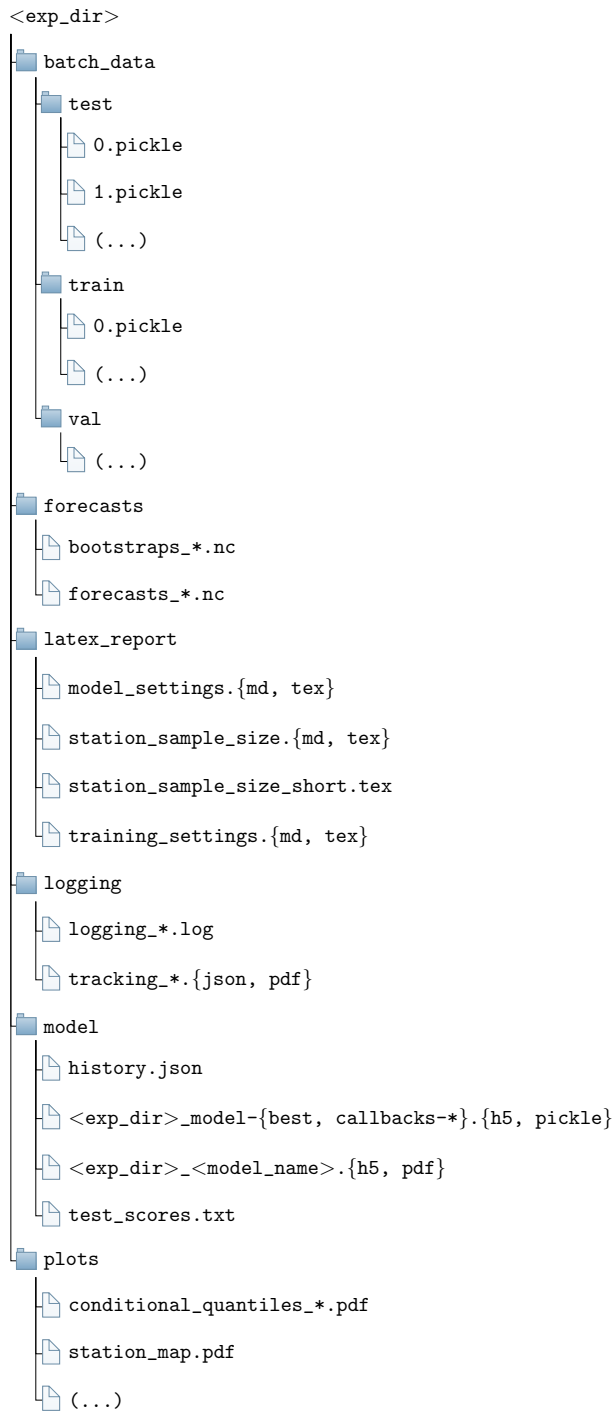 <exp_dir>
batch_data
test
0.pickle
1.pickle
(...)
train
0.pickle
(...)
val
(...)
forecasts
bootstraps_*.nc
forecasts_*.nc
latex_report
model_settings.{md, tex}
station_sample_size.{md, tex}
station_sample_size_short.tex
training_settings.{md, tex}
logging
logging_*.log
tracking_*.{json, pdf}
model
history.json
<exp_dir>_model-{best, callbacks-*}.{h5, pickle}
<exp_dir>_<model_name>.{h5, pdf}
test_scores.txt
plots
conditional_quantiles_*.pdf
station_map.pdf
(...)